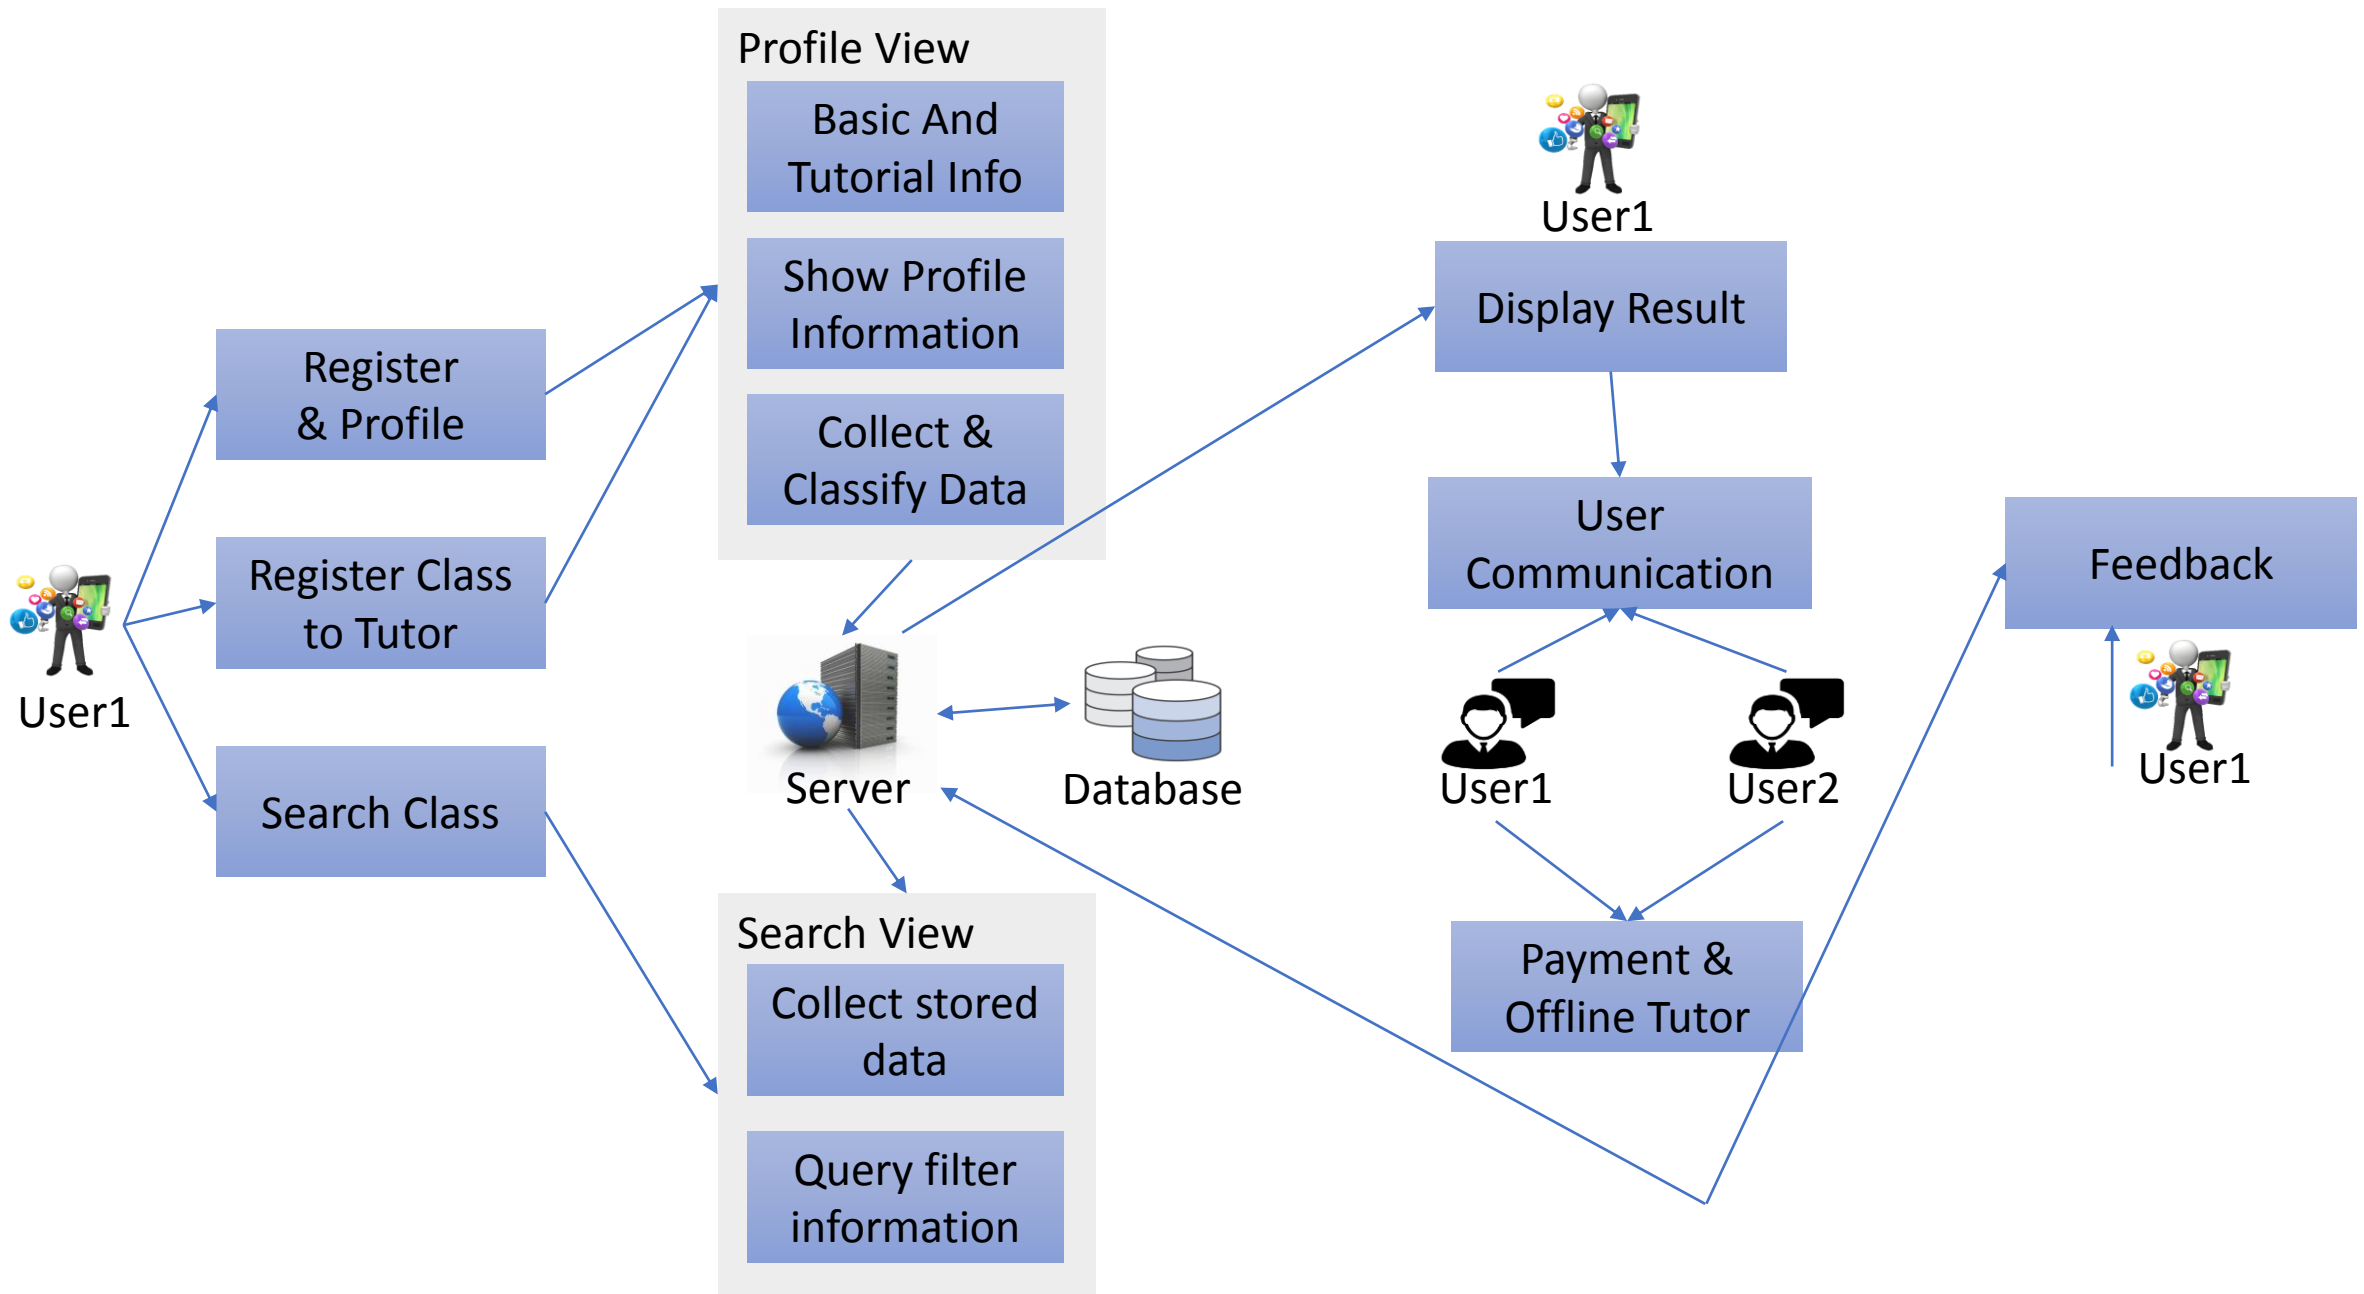 Profile View
Basic And
Tutorial Info
Show Profile
Information
Collect &
Classify Data
Register
& Profile
Register Class
to Tutor
Search Class
User1
Server
Database
Search View
Collect stored
data
Query filter
information
User1
Display Result
User
Communication
User1
User2
Payment &
Offline Tutor
Feedback
User1